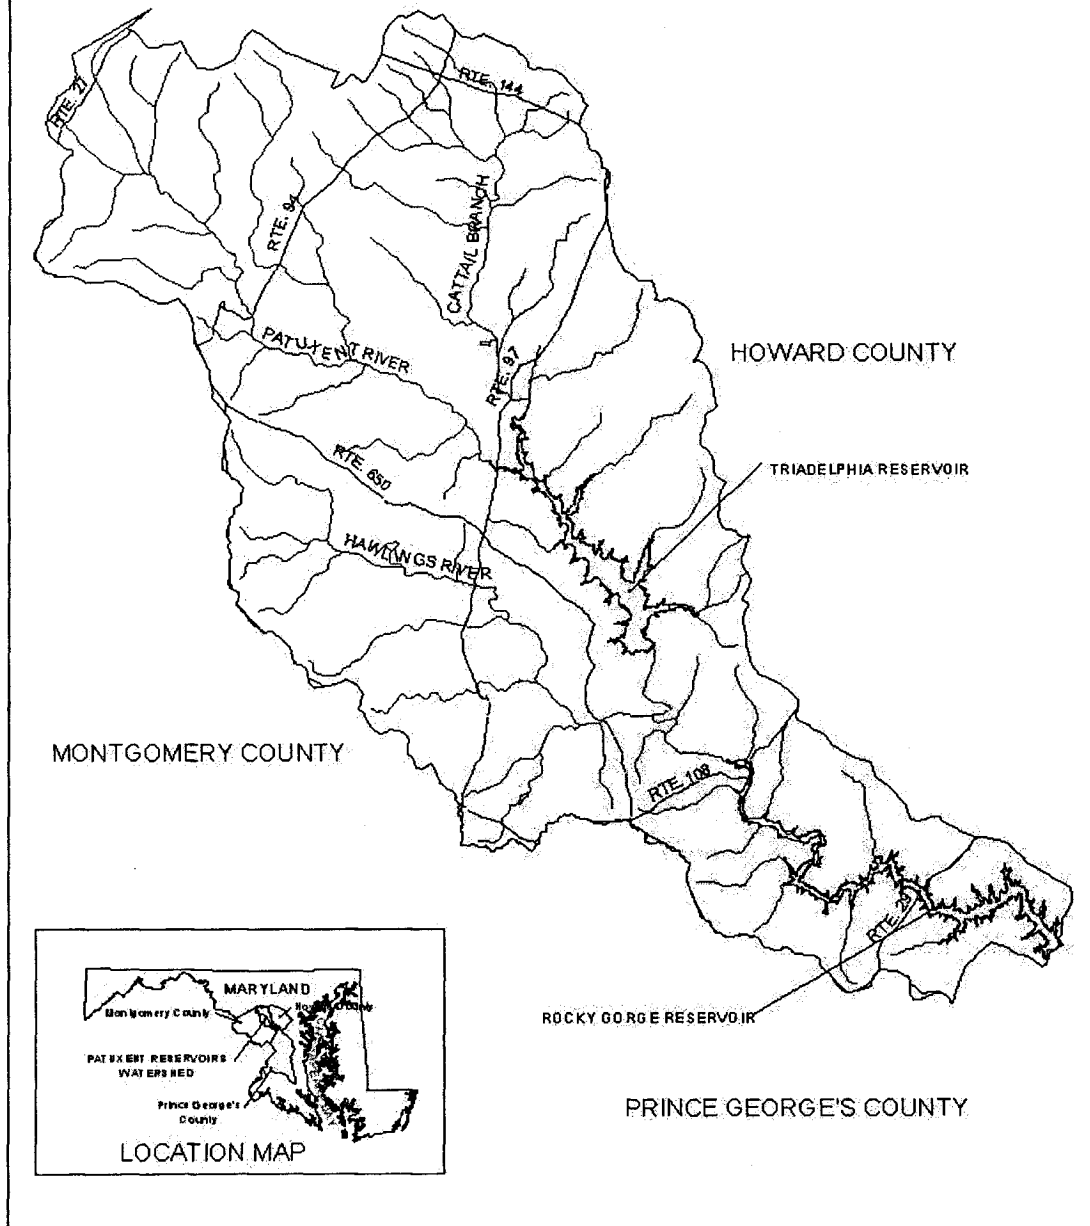 RTE. 27
RTE. 144
RTE. 94
CATTAIL BRANCH
PATUXENT RIVER
HOWARD COUNTY
RTE. 97
TRIADELPHIA RESERVOIR
RTE. 650
HAWLINGS RIVER
MONTGOMERY COUNTY
RTE. 108
RTE. 29
ROCKY GORGE RESERVOIR
PRINCE GEORGE'S COUNTY
MARYLAND
Montgomery County
Howard County
PATUXENT RESERVOIRS
WATERSHED
Prince George's
County
LOCATION MAP